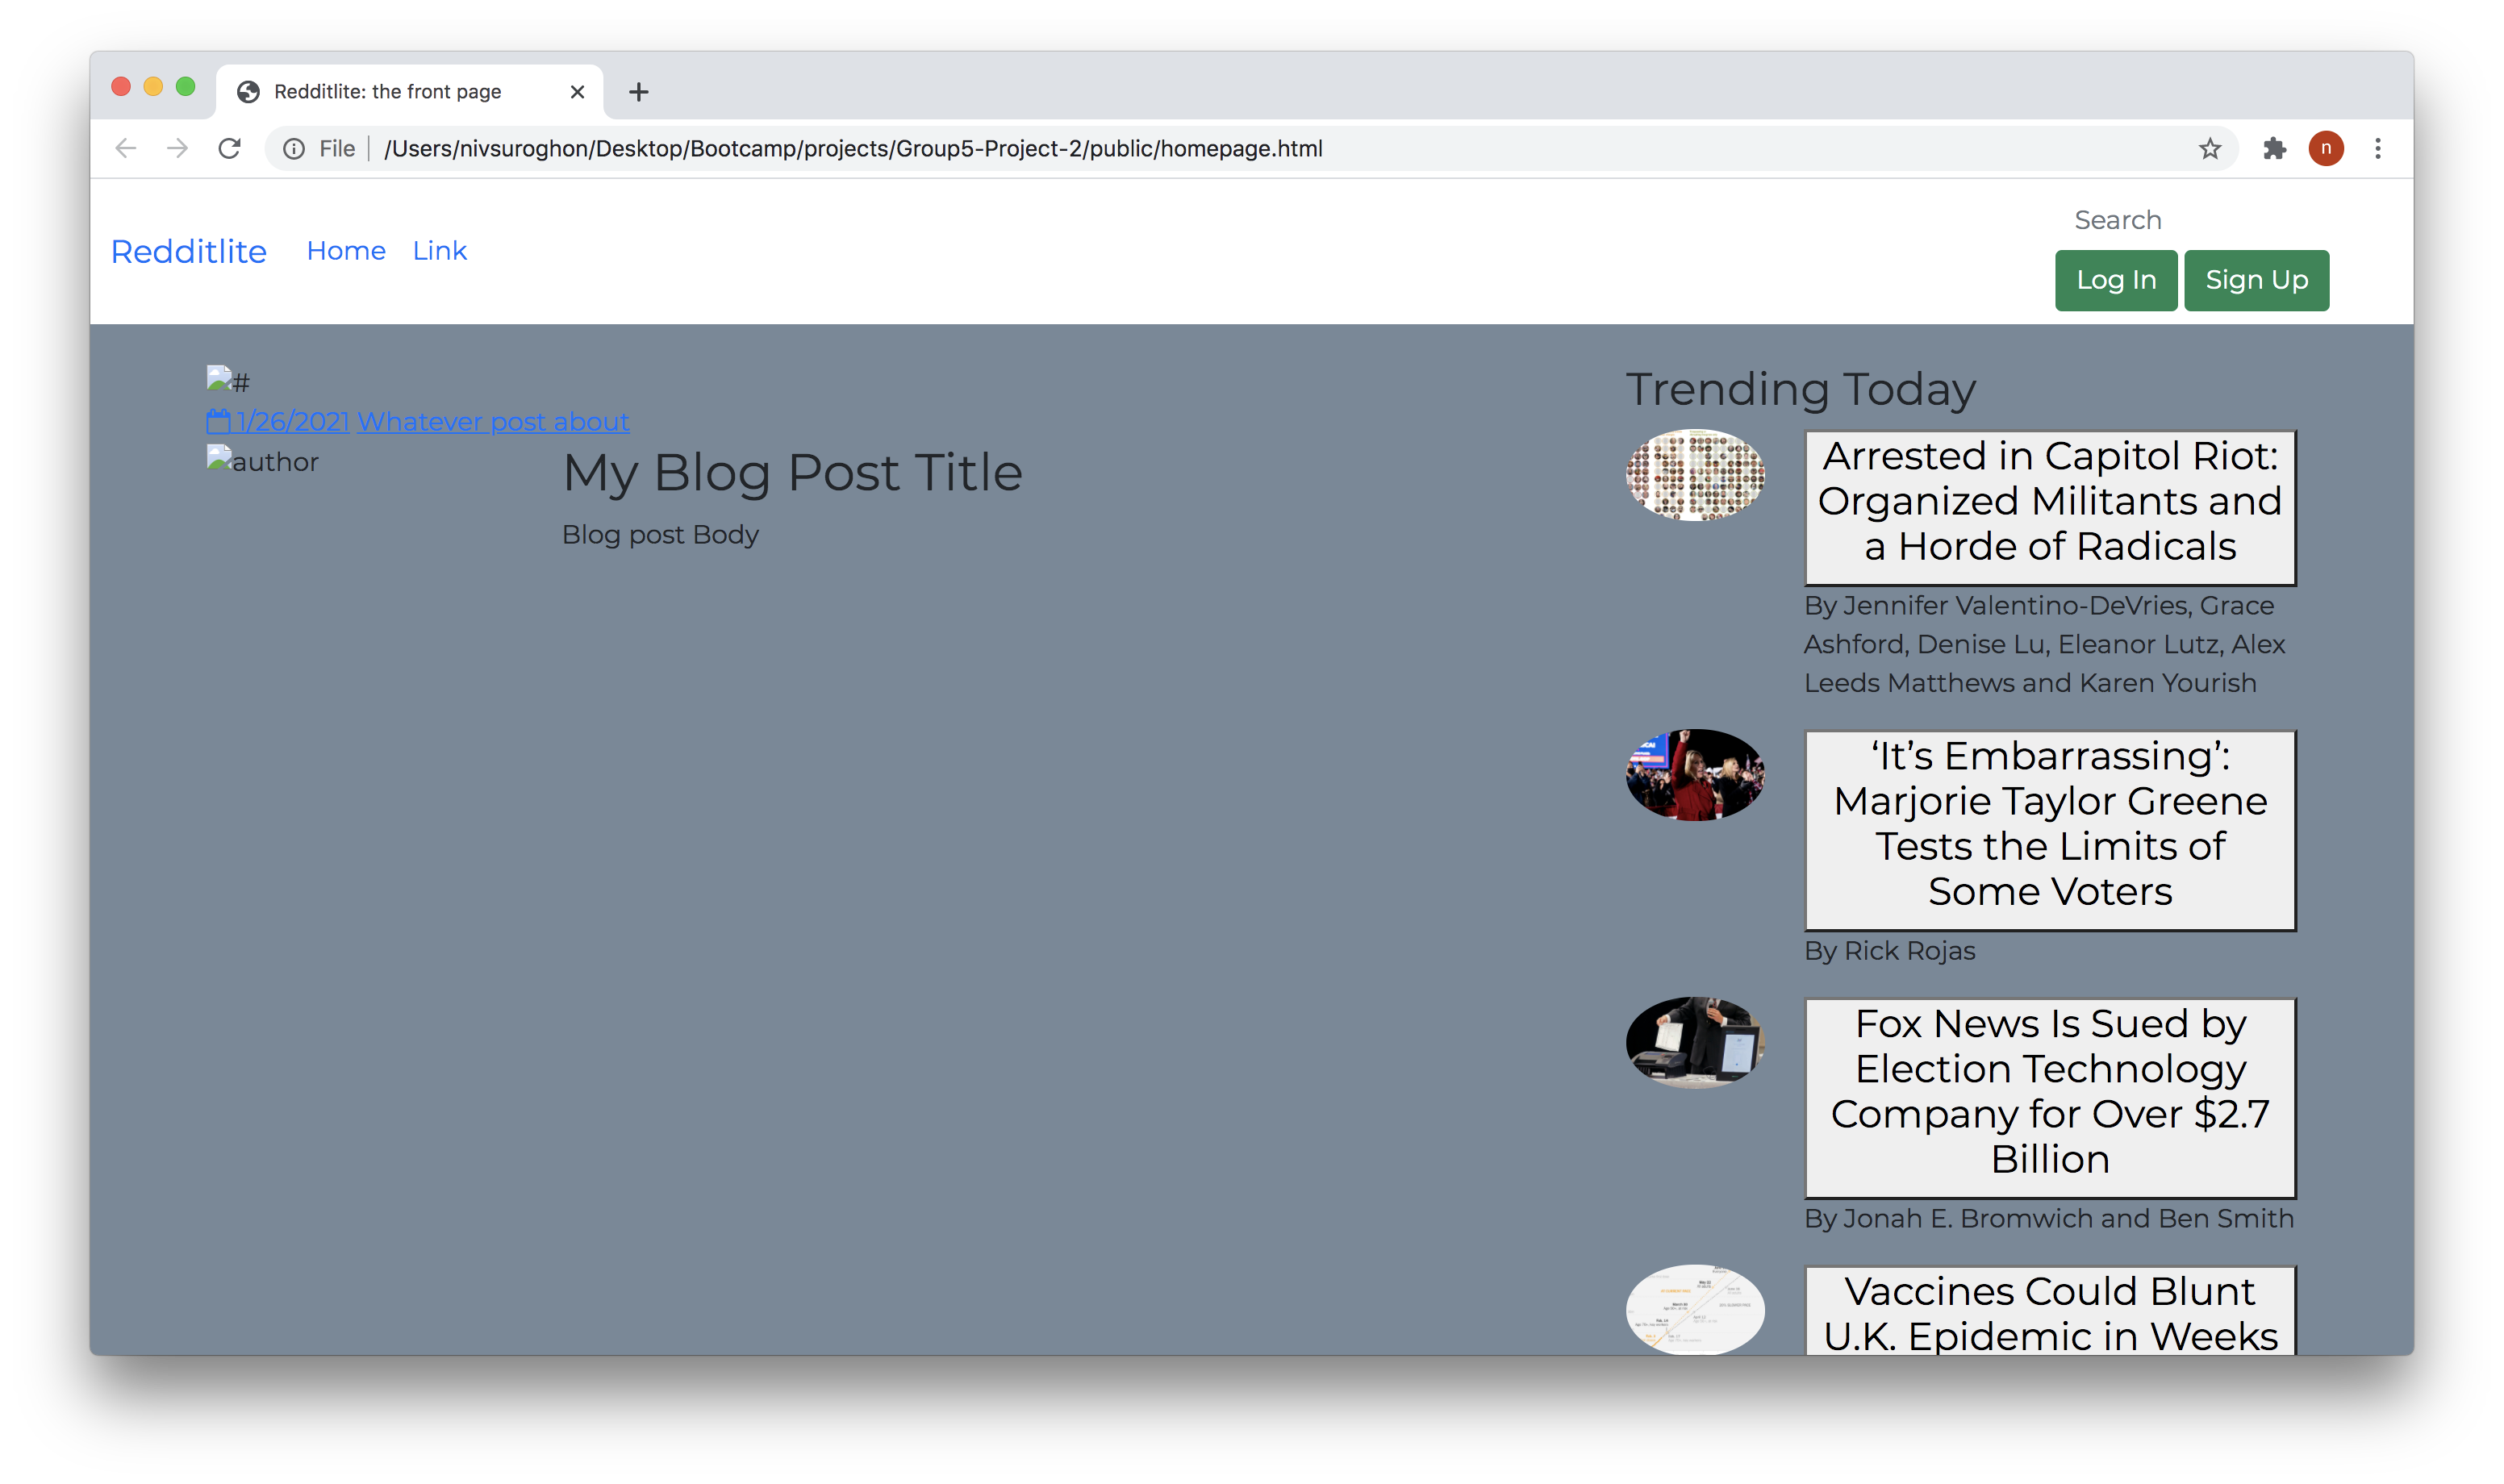 Redditlite: the front page
File
/Users/nivsuroghon/Desktop/Bootcamp/projects/Group5-Project-2/public/homepage.html
n
Redditlite Home Link
Search
Log In Sign Up
#
1/26/2021 Whatever post about
author
My Blog Post Title
Blog post Body
Trending Today
Arrested in Capitol Riot:
Organized Militants and
a Horde of Radicals
By Jennifer Valentino-DeVries, Grace
Ashford, Denise Lu, Eleanor Lutz, Alex
Leeds Matthews and Karen Yourish
‘It’s Embarrassing’:
Marjorie Taylor Greene
Tests the Limits of
Some Voters
By Rick Rojas
Fox News Is Sued by
Election Technology
Company for Over $2.7
Billion
By Jonah E. Bromwich and Ben Smith
Vaccines Could Blunt
U.K. Epidemic in Weeks